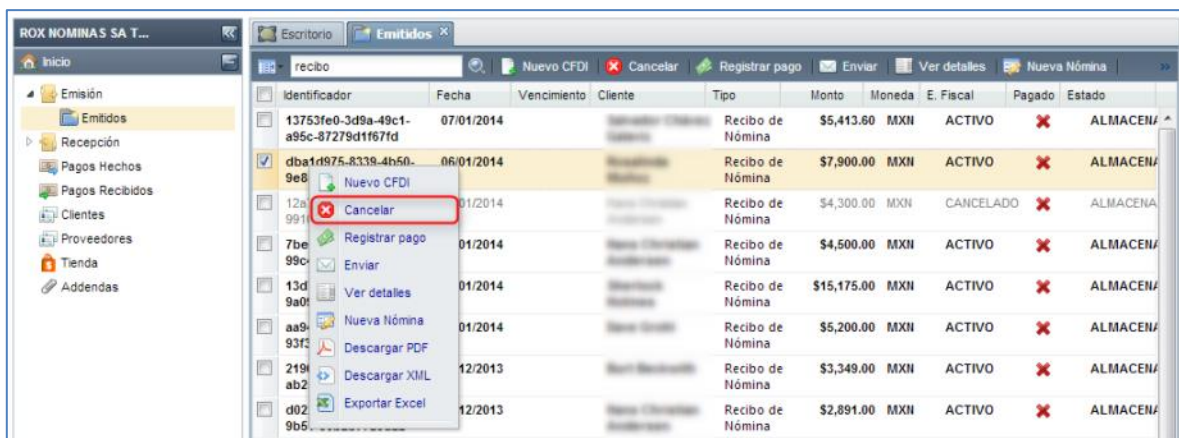 ROX NOMINAS SA T...
Inicio
Emisión
Emitidos
Recepción
Pagos Hechos
Pagos Recibidos
Clientes
Proveedores
Tienda
Addendas
Escritorio Emitidos
recibo Nuevo CFDI Cancelar Registrar pago Enviar Ver detalles Nueva Nómina
Identificador Fecha Vencimiento Cliente Tipo Monto Moneda E. Fiscal Pagado Estado
13753fe0-3d9a-49c1- 07/01/2014 Recibo de $5,413.60 MXN ACTIVO ALMACENA
a95c-87279d1f67fd Nómina
dba1d975-8339-4b50- 06/01/2014 Recibo de $7,900.00 MXN ACTIVO ALMACENA
9e8 Nómina
12a 01/2014 Recibo de $4,300.00 MXN CANCELADO ALMACENA
991 Nómina
7be 01/2014 Recibo de $4,500.00 MXN ACTIVO ALMACENA
99c Nómina
13d 01/2014 Recibo de $15,175.00 MXN ACTIVO ALMACENA
9a0 Nómina
aa9 01/2014 Recibo de $5,200.00 MXN ACTIVO ALMACENA
93f Nómina
219 12/2013 Recibo de $3,349.00 MXN ACTIVO ALMACENA
ab2 Nómina
d02 12/2013 Recibo de $2,891.00 MXN ACTIVO ALMACENA
Nómina
Nuevo CFDI
Cancelar
Registrar pago
Enviar
Ver detalles
Nueva Nómina
Descargar PDF
Descargar XML
Exportar Excel